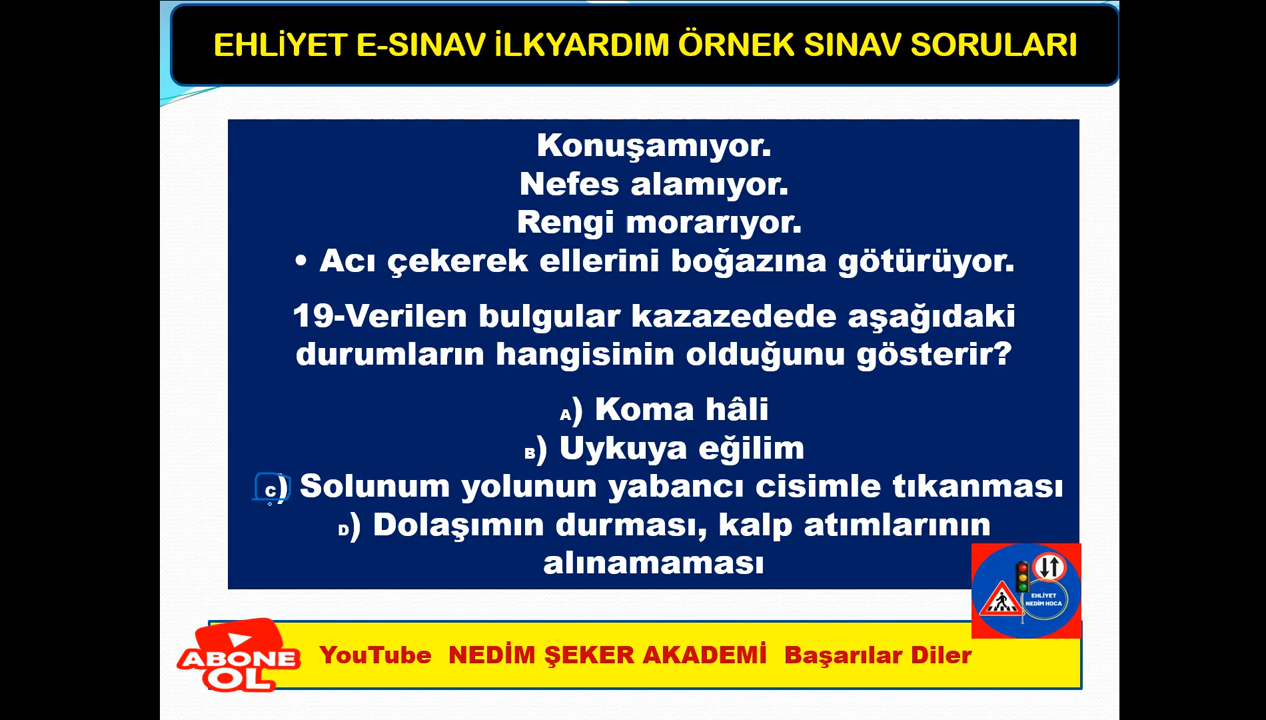 EHLİYET E-SINAV İLKYARDIM ÖRNEK SINAV SORULARI
Konuşamıyor.
Nefes alamıyor.
Rengi morarıyor.
• Acı çekerek ellerini boğazına götürüyor.
19-Verilen bulgular kazazedede aşağıdaki
durumların hangisinin olduğunu gösterir?
A) Koma hâli
B) Uykuya eğilim
C) Solunum yolunun yabancı cisimle tıkanması
D) Dolaşımın durması, kalp atımlarının
alınamaması
EHLİYET
NEDİM HOCA
ABONE
OL
YouTube NEDİM ŞEKER AKADEMİ Başarılar Diler